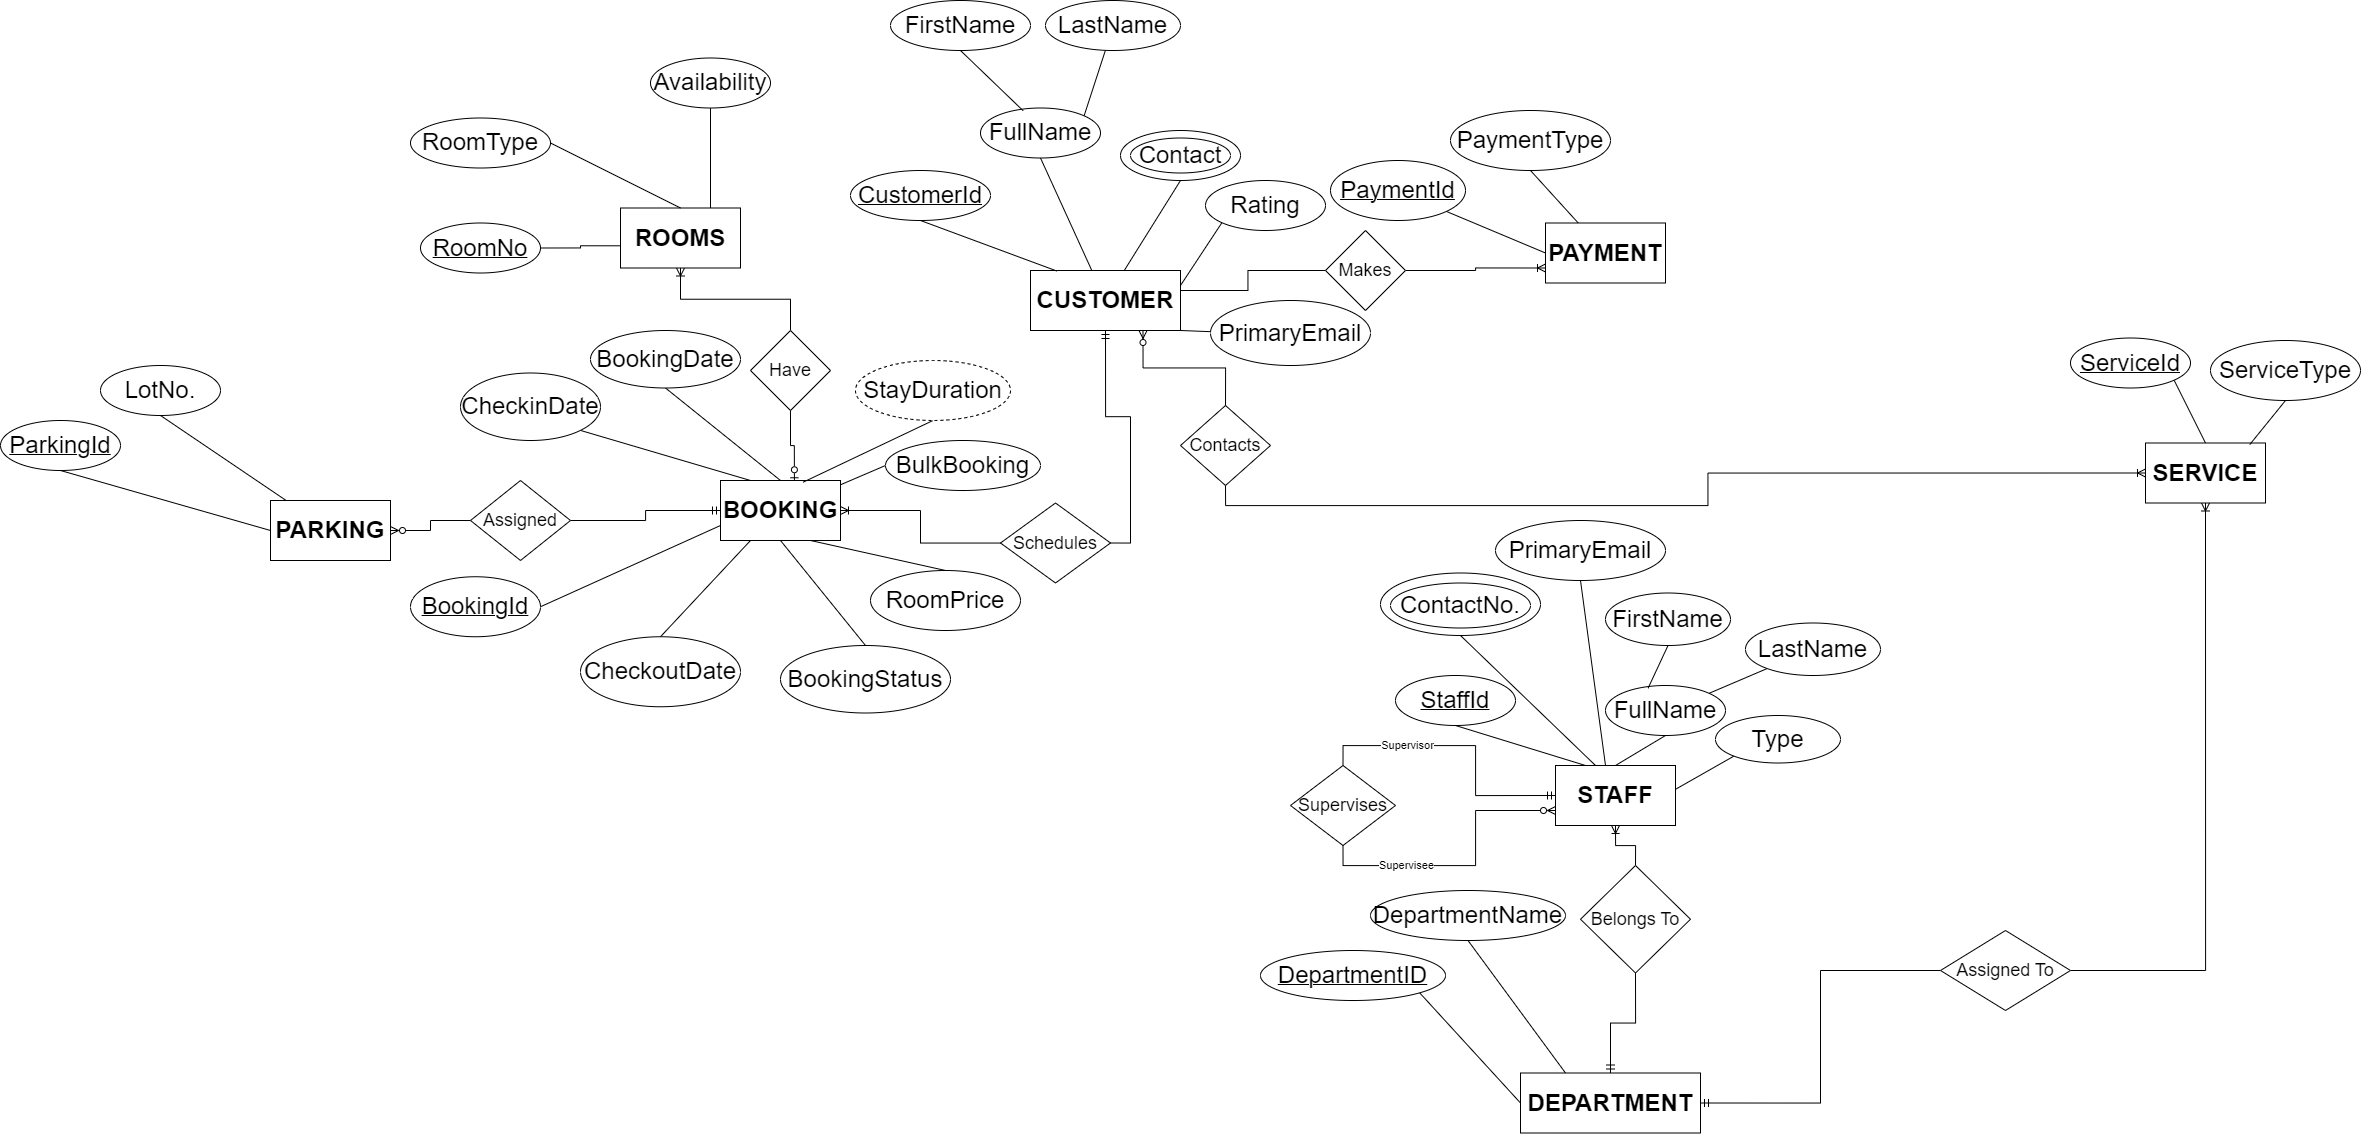 FirstName
LastName
Availability
FullName
RoomType
PaymentType
Contact
CustomerId
PaymentId
Rating
ROOMS
RoomNo
PAYMENT
Makes
CUSTOMER
PrimaryEmail
BookingDate
Have
ServiceId
ServiceType
LotNo.
StayDuration
CheckinDate
ParkingId
Contacts
BulkBooking
SERVICE
BOOKING
Assigned
PARKING
Schedules
PrimaryEmail
RoomPrice
BookingId
ContactNo.
FirstName
LastName
CheckoutDate
BookingStatus
StaffId
FullName
Type
Supervisor
STAFF
Supervises
Supervisee
DepartmentName
Belongs To
DepartmentID
Assigned To
DEPARTMENT